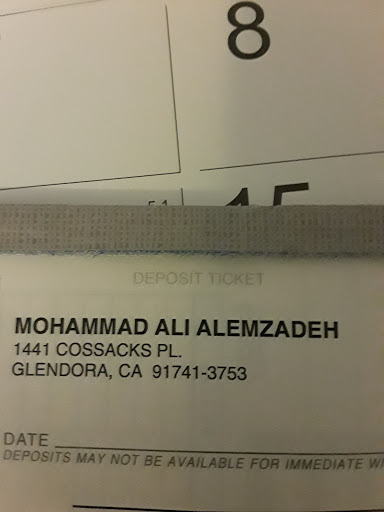 8
15
DEPOSIT TICKET
MOHAMMAD ALI ALEMZADEH
1441 COSSACKS PL.
GLENDORA, CA 91741-3753
DATE
DEPOSITS MAY NOT BE AVAILABLE FOR IMMEDIATE